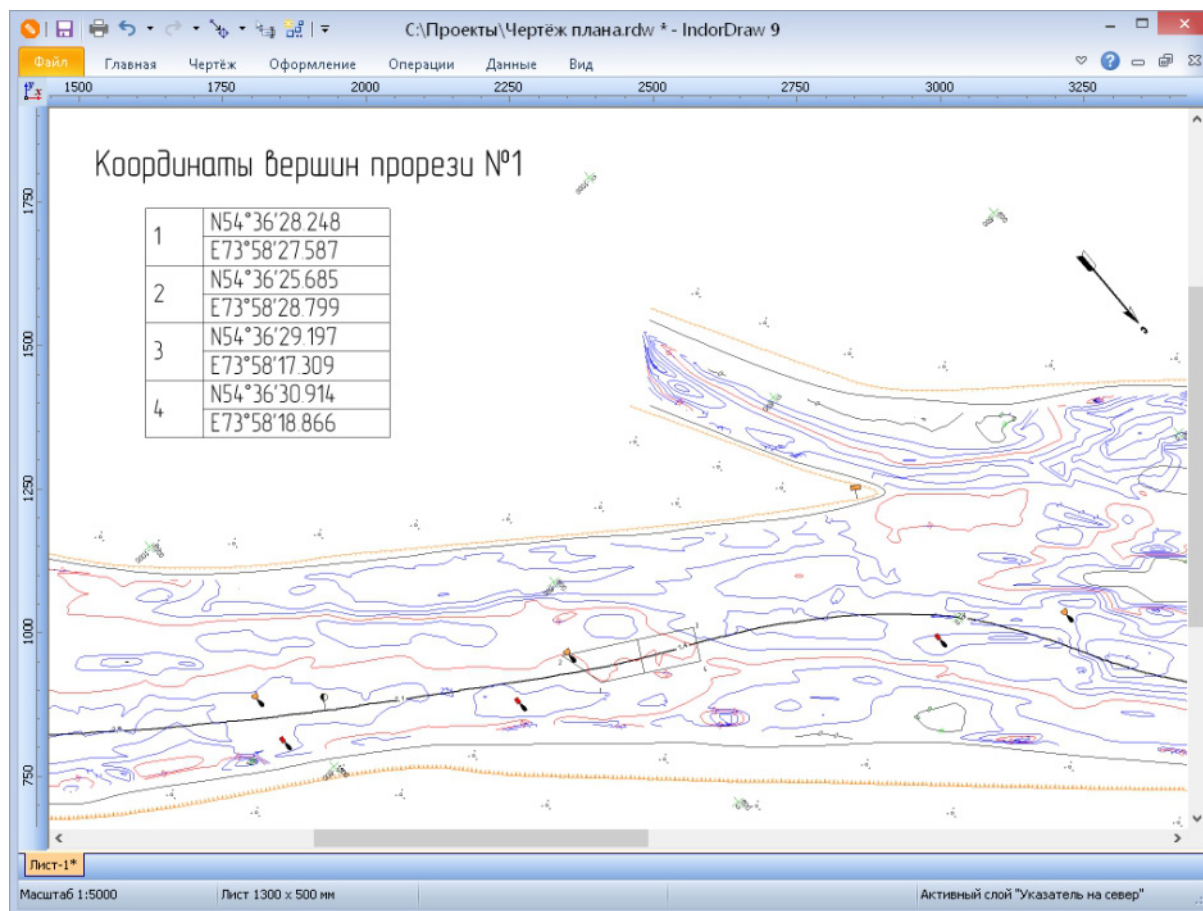 C:\Проекты\Чертёж плана.rdw * - IndorDraw 9
Файл Главная Чертёж Оформление Операции Данные Вид
y x 1500 1750 2000 2250 2500 2750 3000 3250
Координаты вершин прорези №1
1 N54°36'28.248
E73°58'27.587
2 N54°36'25.685
E73°58'28.799
3 N54°36'29.197
E73°58'17.309
4 N54°36'30.914
E73°58'18.866
1750
1500
1250
1000
750
Лист-1*
Масштаб 1:5000 Лист 1300 x 500 мм Активный слой "Указатель на север"